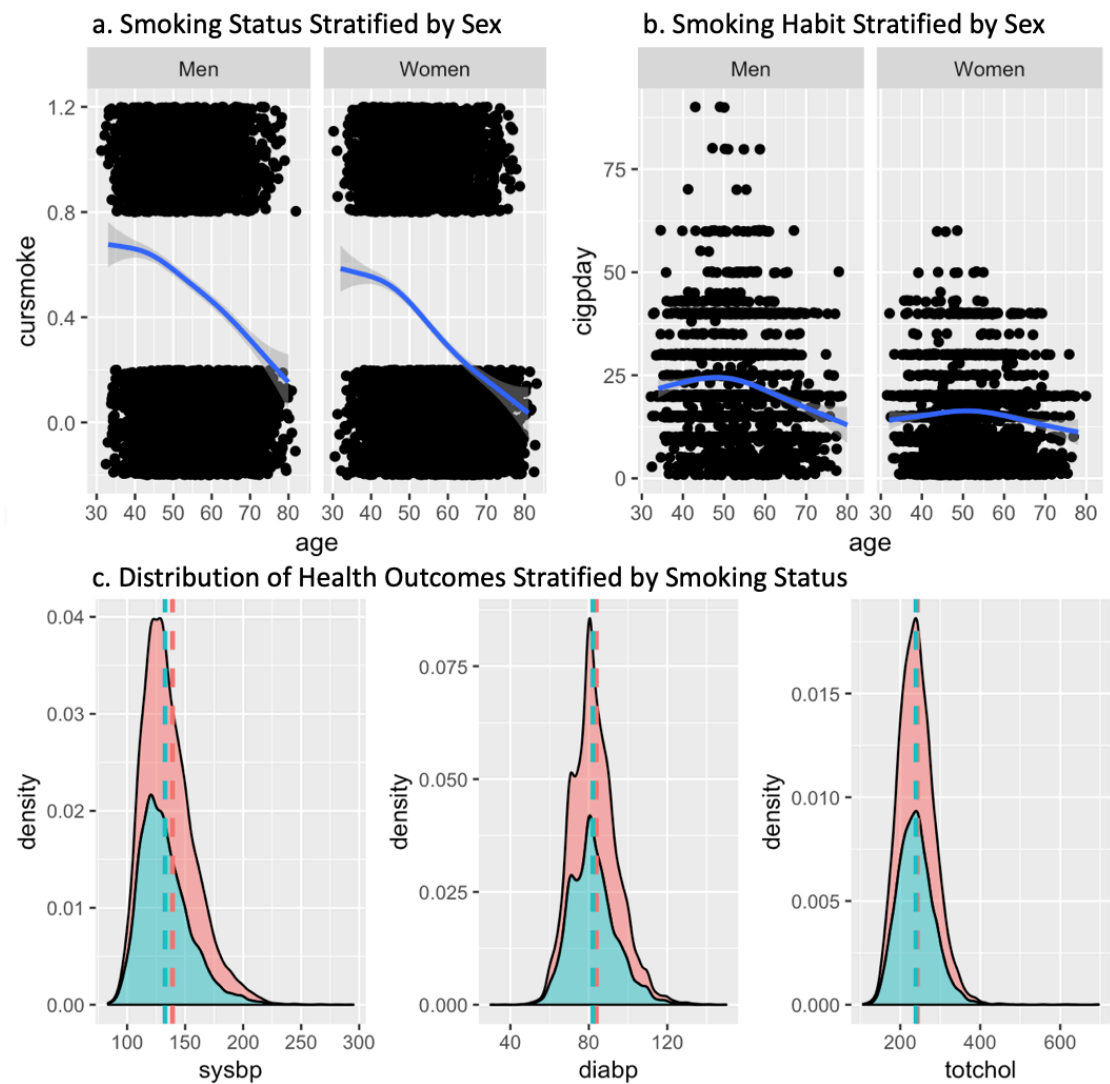 a. Smoking Status Stratified by Sex
Men
Women
1.2
0.8
0.4
0.0
cursmoke
30 40 50 60 70 80
30 40 50 60 70 80
age
b. Smoking Habit Stratified by Sex
Men
Women
75
50
25
0
cigpday
30 40 50 60 70 80
30 40 50 60 70 80
age
c. Distribution of Health Outcomes Stratified by Smoking Status
0.04
0.03
0.02
0.01
0.00
density
100 150 200 250 300
sysbp
0.075
0.050
0.025
0.000
density
40 80 120
diabp
0.015
0.010
0.005
0.000
density
200 400 600
totchol